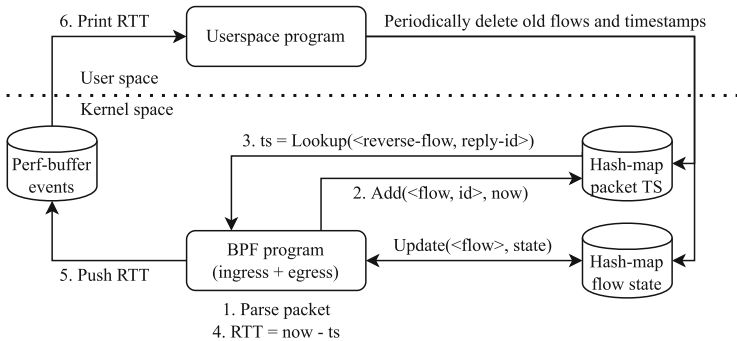 6. Print RTT
Userspace program
Periodically delete old flows and timestamps
User space
Kernel space
Perf-buffer
events
3. ts = Lookup(<reverse-flow, reply-id>)
Hash-map
packet TS
2. Add(<flow, id>, now)
BPF program
(ingress + egress)
Update(<flow>, state)
Hash-map
flow state
5. Push RTT
1. Parse packet
4. RTT = now - ts